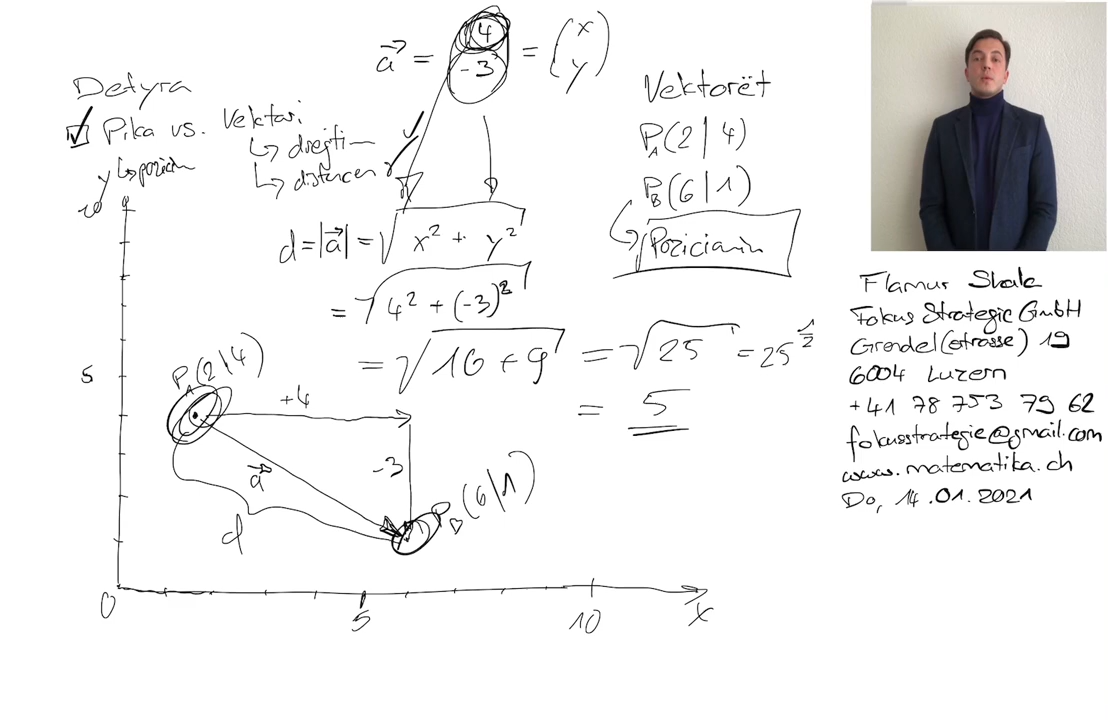 a⃗ = (4 -3) = (x y)
Detyra
☑ Pika vs. Vektori
↳ drejtim
↳ distancen
↳ pozicion
Vektorët
P_A(2|4)
P_B(6|1)
↳ Pozicionin
d = |a⃗| = √(x² + y²)
= √(4² + (-3)²)
= √(16 + 9) = √25 = 25^(1/2)
= 5
y
10
5
0
5
10
x
P_A(2|4)
+4
-3
a⃗
d
P_B(6|1)
Flamur Shala
Fokus Strategie GmbH
Grendel(strasse) 19
6004 Luzern
+41 78 753 79 62
fokusstrategie@gmail.com
www.matematika.ch
Do, 14.01.2021